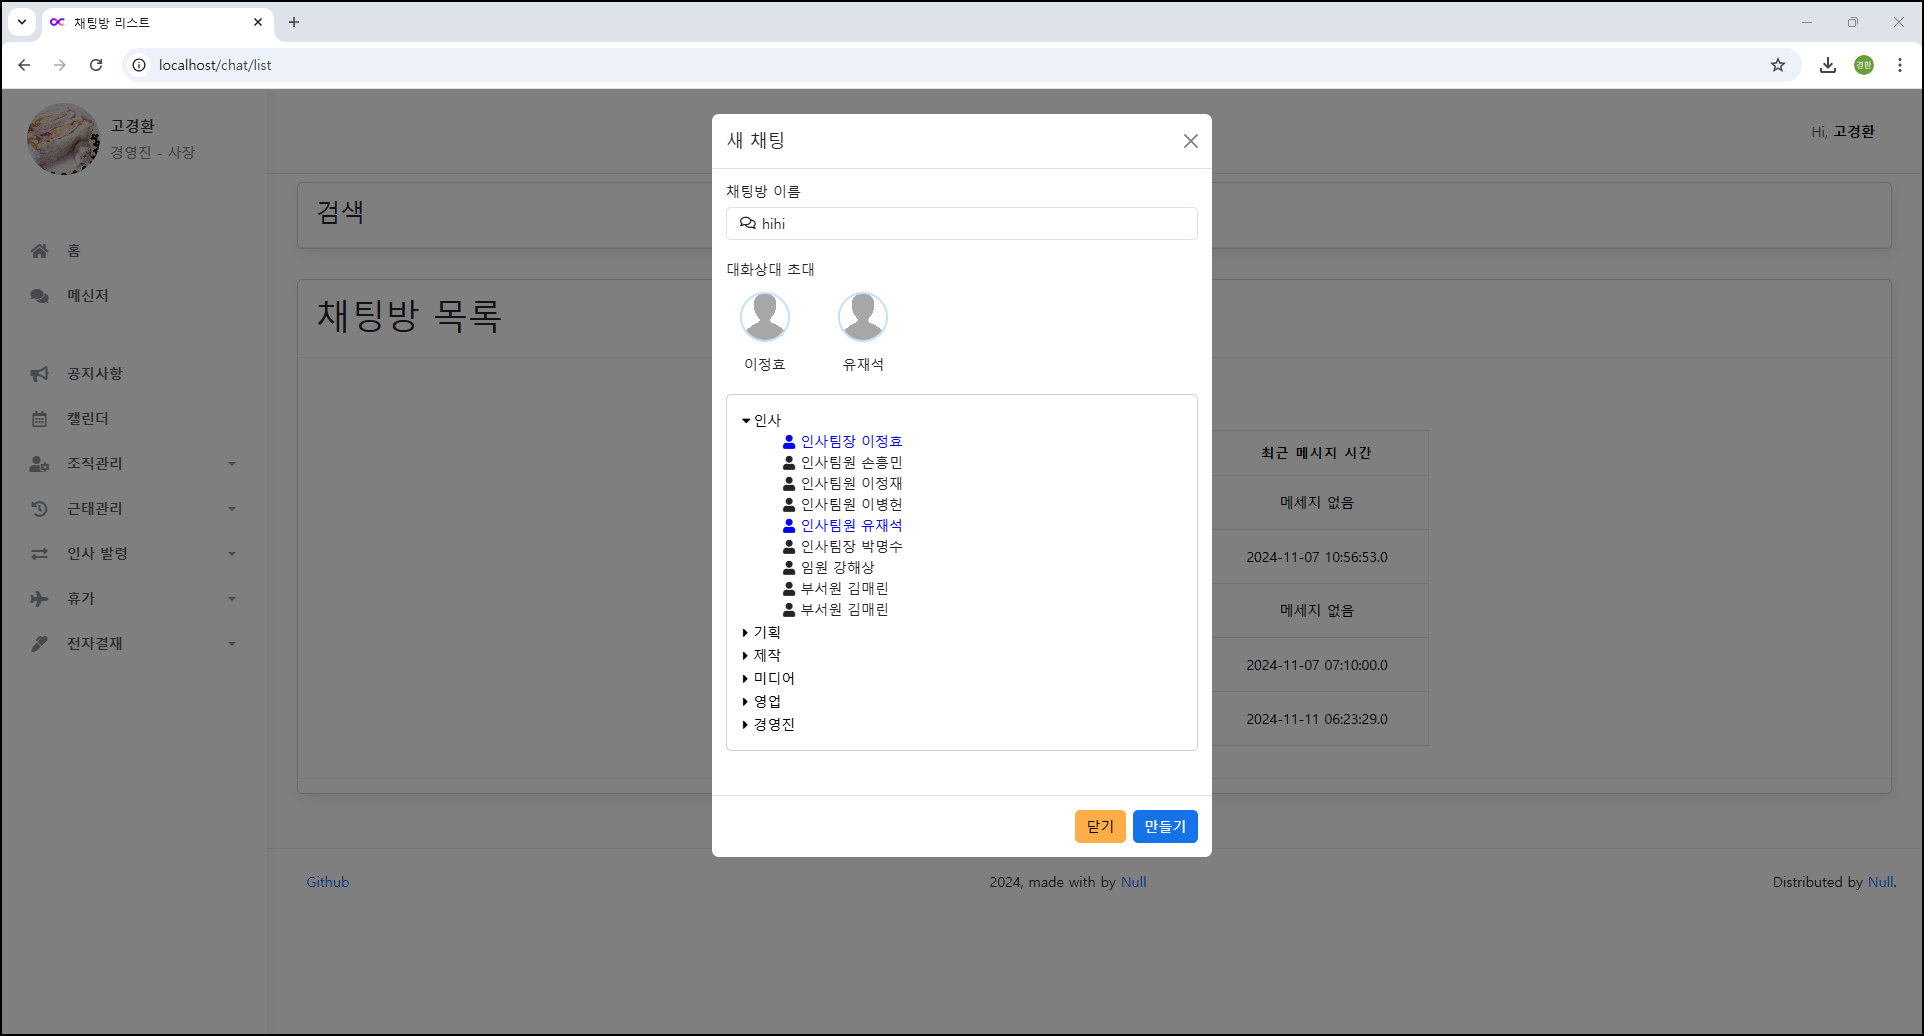 채팅방 리스트
localhost/chat/list
경환
고경환
경영진 - 사장
Hi, 고경환
홈
메신저
공지사항
캘린더
조직관리
근태관리
인사 발령
휴가
전자결재
검색
채팅방 목록
최근 메시지 시간
메세지 없음
2024-11-07 10:56:53.0
메세지 없음
2024-11-07 07:10:00.0
2024-11-11 06:23:29.0
새 채팅
채팅방 이름
hihi
대화상대 초대
이정효 유재석
인사
인사팀장 이정효
인사팀원 손흥민
인사팀원 이정재
인사팀원 이병헌
인사팀원 유재석
인사팀장 박명수
임원 강해상
부서원 김매린
부서원 김매린
기획
제작
미디어
영업
경영진
닫기 만들기
Github
2024, made with by Null
Distributed by Null.